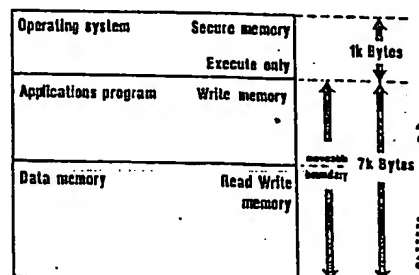 Operating system Secure memory
1k Bytes
Execute only
Applications program Write memory
moveable
boundary
7k Bytes
Data memory Read Write
memory